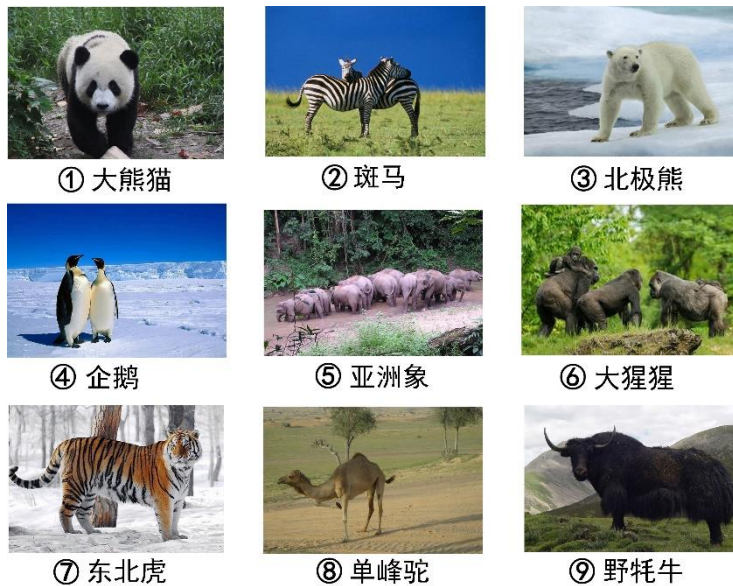 ① 大熊猫
② 斑马
③ 北极熊
④ 企鹅
⑤ 亚洲象
⑥ 大猩猩
⑦ 东北虎
⑧ 单峰驼
⑨ 野牦牛